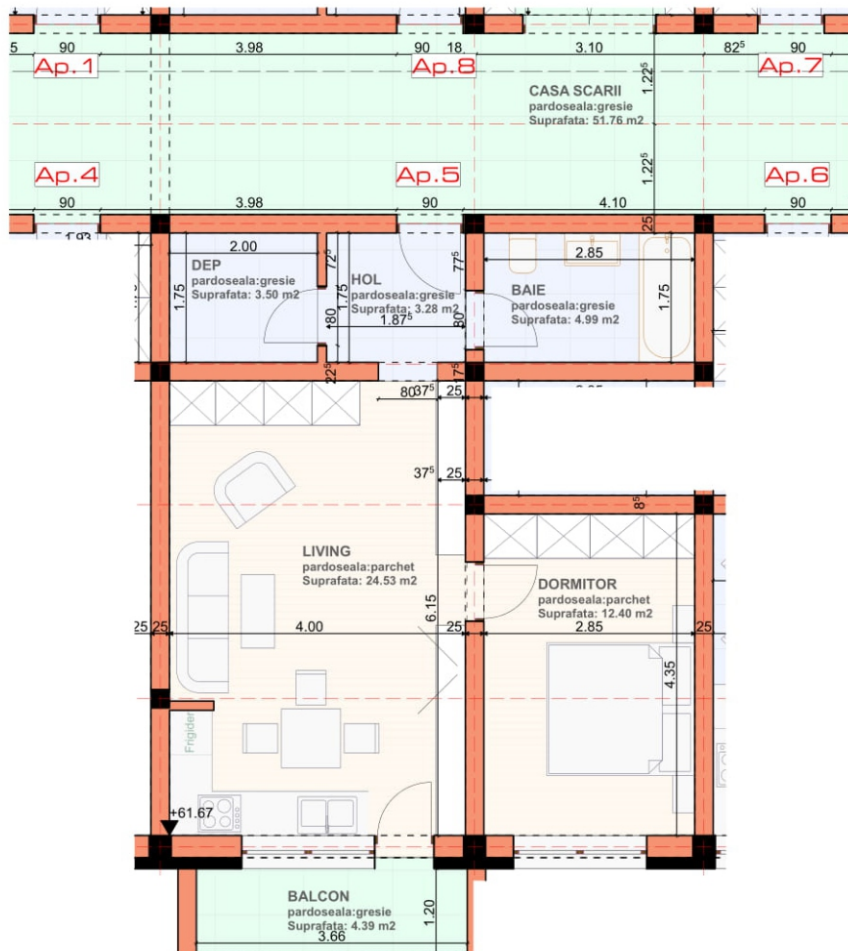 90 3.98 90 18. 3.10 82⁵ 90
Ap.1 Ap.8 Ap.7
1.22⁵
CASA SCARII
pardoseala:gresie
Suprafata: 51.76 m2
1.22⁵
Ap.4 Ap.5 Ap.6
90 3.98 90 4.10 90
25
2.00
DEP
pardoseala:gresie
Suprafata: 3.50 m2
1.75
72⁵
HOL
pardoseala:gresie
Suprafata: 3.28 m2
1.75
1.87⁵
77⁵
80
80
22⁵
2.85
BAIE
pardoseala:gresie
Suprafata: 4.99 m2
1.75
17⁵
80 37⁵ 25
37⁵ 25
8⁵
LIVING
pardoseala:parchet
Suprafata: 24.53 m2
DORMITOR
pardoseala:parchet
Suprafata: 12.40 m2
6.15
25 25 4.00 25 2.85 25
4.35
Frigider
+61.67
BALCON
pardoseala:gresie
Suprafata: 4.39 m2
1.20
3.66